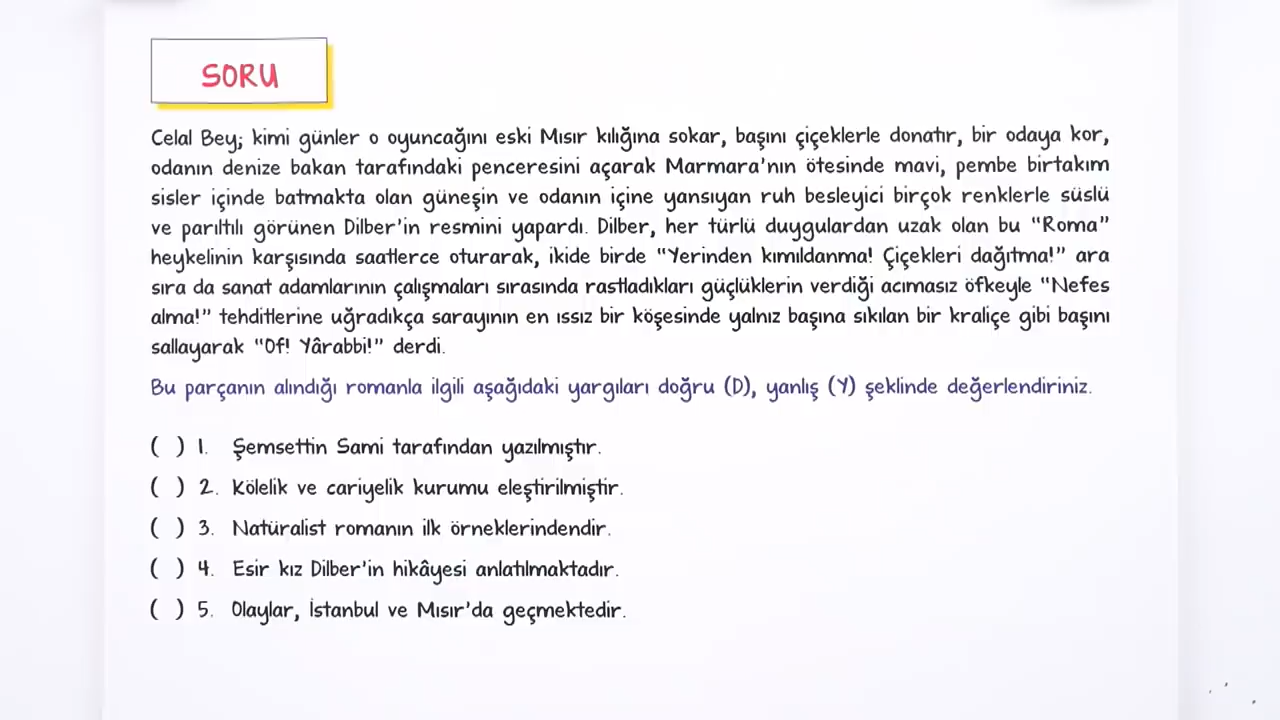 SORU
Celal Bey; kimi günler o oyuncağını eski Mısır kılığına sokar, başını çiçeklerle donatır, bir odaya kor,
odanın denize bakan tarafındaki penceresini açarak Marmara'nın ötesinde mavi, pembe birtakım
sisler içinde batmakta olan güneşin ve odanın içine yansıyan ruh besleyici birçok renklerle süslü
ve parıltılı görünen Dilber'in resmini yapardı. Dilber, her türlü duygulardan uzak olan bu "Roma"
heykelinin karşısında saatlerce oturarak, ikide birde "Yerinden kımıldanma! Çiçekleri dağıtma!" ara
sıra da sanat adamlarının çalışmaları sırasında rastladıkları güçlüklerin verdiği acımasız öfkeyle "Nefes
alma!" tehditlerine uğradıkça sarayının en ıssız bir köşesinde yalnız başına sıkılan bir kraliçe gibi başını
sallayarak "Of! Yârabbi!" derdi.
Bu parçanın alındığı romanla ilgili aşağıdaki yargıları doğru (D), yanlış (Y) şeklinde değerlendiriniz.
( ) 1. Şemsettin Sami tarafından yazılmıştır.
( ) 2. Kölelik ve cariyelik kurumu eleştirilmiştir.
( ) 3. Natüralist romanın ilk örneklerindendir.
( ) 4. Esir kız Dilber'in hikâyesi anlatılmaktadır.
( ) 5. Olaylar, İstanbul ve Mısır'da geçmektedir.